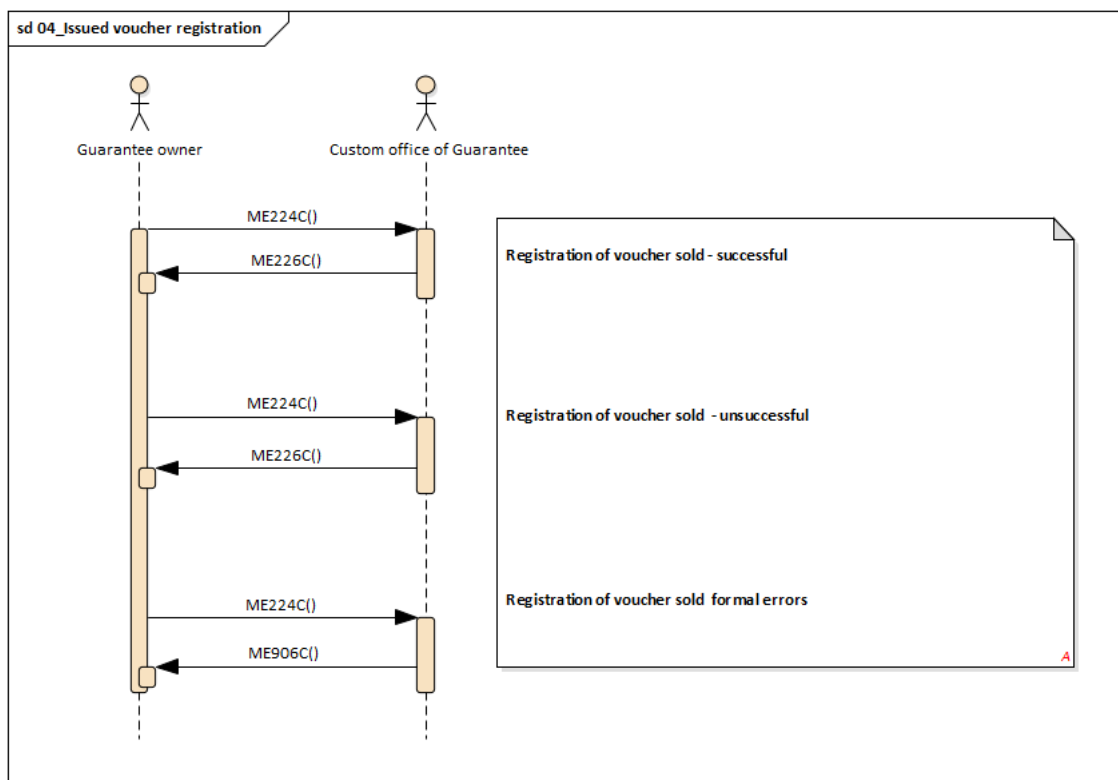 sd 04_Issued voucher registration
Guarantee owner
Custom office of Guarantee
ME224C()
ME226C()
Registration of voucher sold - successful
ME224C()
ME226C()
Registration of voucher sold - unsuccessful
ME224C()
ME906C()
Registration of voucher sold formal errors
A